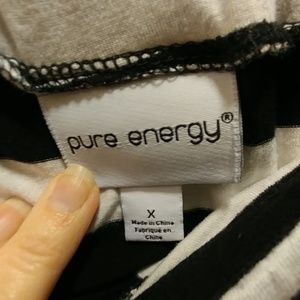 pure energy®
X
Made in China
Fabriqué en
Chine